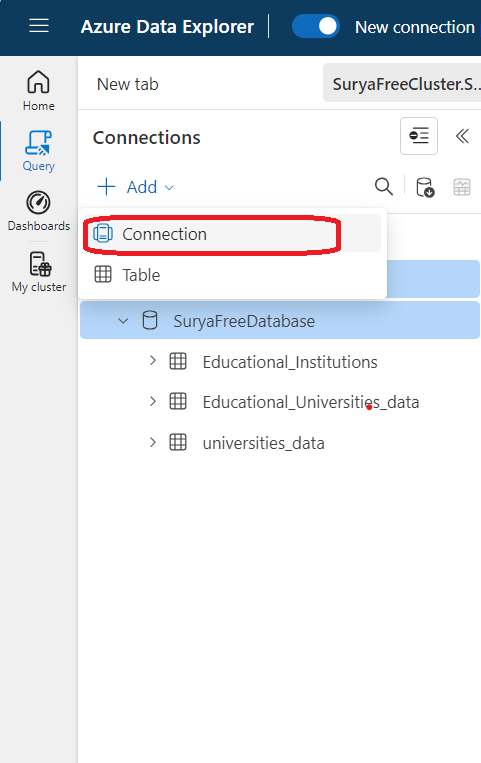 Azure Data Explorer
New connection
Home
Query
Dashboards
My cluster
New tab
SuryaFreeCluster.S...
Connections
Add
Connection
Table
SuryaFreeDatabase
Educational_Institutions
Educational_Universities_data
universities_data